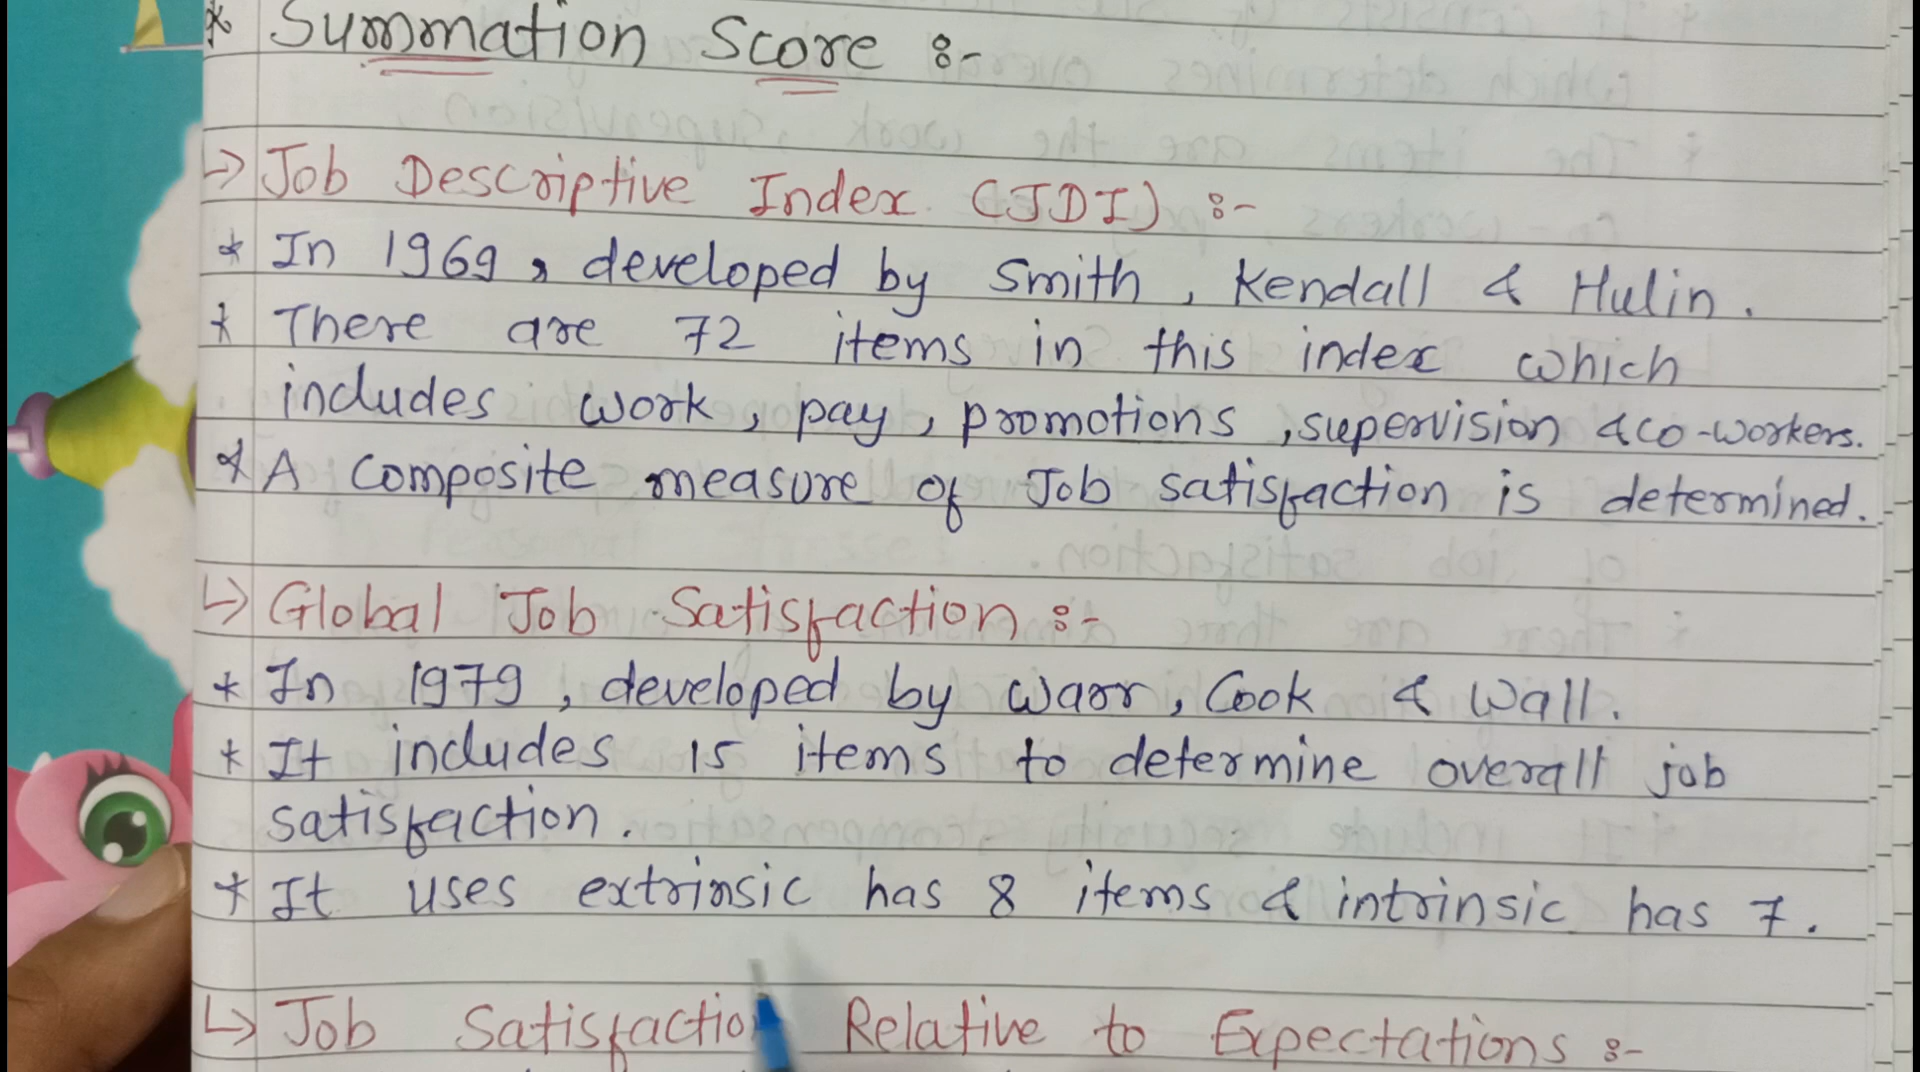 * Summation Score :-
↳ Job Descriptive Index (JDI) :-
* In 1969, developed by Smith, Kendall & Hulin.
* There are 72 items in this index which
includes work, pay, promotions, supervision & co-workers.
* A composite measure of Job satisfaction is determined.
↳ Global Job Satisfaction :-
* In 1979, developed by Warr, Cook & Wall.
* It includes 15 items to determine overall job
satisfaction.
* It uses extrinsic has 8 items & intrinsic has 7.
↳ Job Satisfaction Relative to Expectations :-